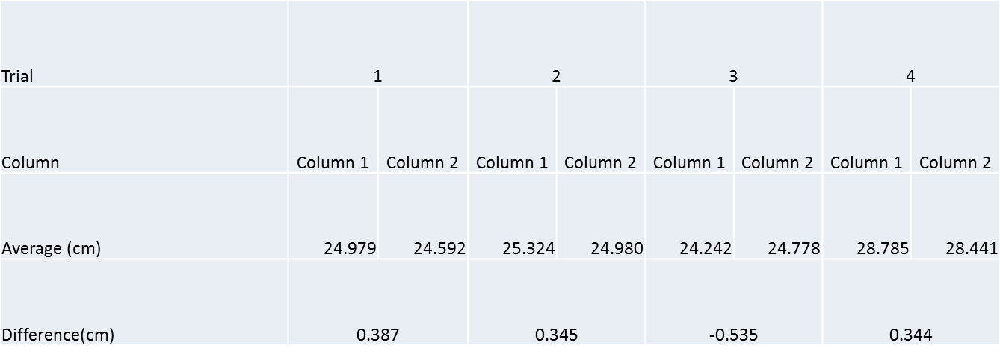 Trial 1 2 3 4
Column Column 1 Column 2 Column 1 Column 2 Column 1 Column 2 Column 1 Column 2
Average (cm) 24.979 24.592 25.324 24.980 24.242 24.778 28.785 28.441
Difference(cm) 0.387 0.345 -0.535 0.344